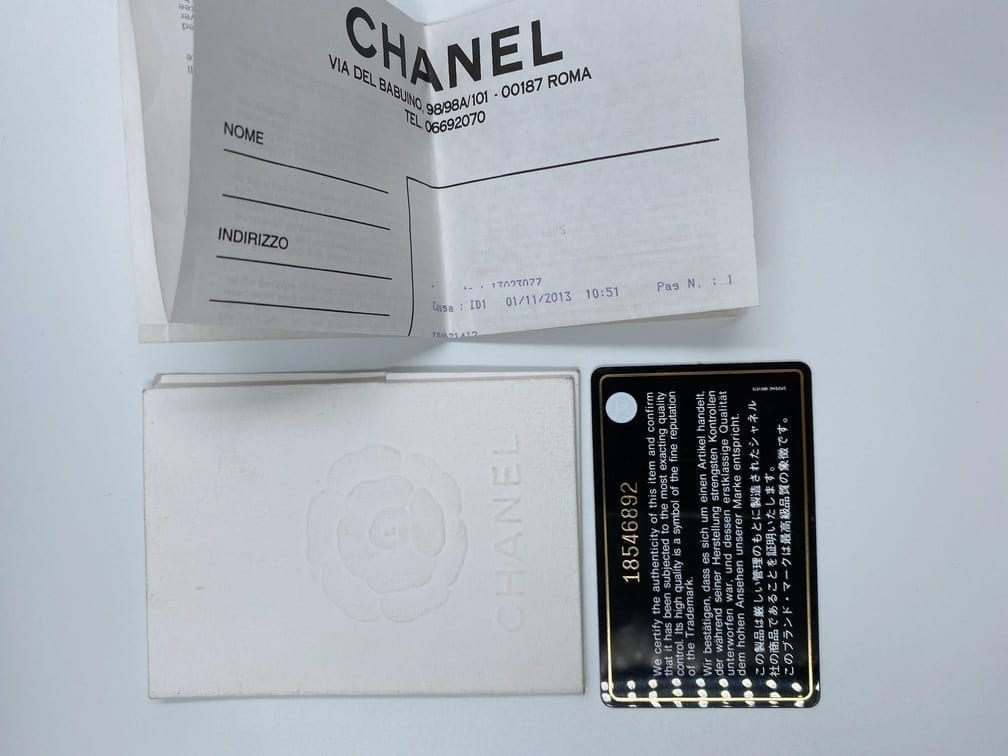 CHANEL
VIA DEL BABUINO, 98/98A/101 - 00187 ROMA
TEL. 06692070
NOME
INDIRIZZO
Cassa : ID1 01/11/2013 10:51 Pag N. : 1
CHANEL
18546892
We certify the authenticity of this item and confirm
that it has been subjected to the most exacting quality
control. Its high quality is a symbol of the fine reputation
of the Trademark.
Wir bestätigen, dass es sich um einen Artikel handelt,
der während seiner Herstellung strengsten Kontrollen
unterworfen war, und dessen erstklassige Qualität
dem hohen Ansehen unserer Marke entspricht.
この製品は厳しい管理のもとに製造されたシャネル
社の商品であることを証明いたします。
このブランド・マークは最高級品質の象徴です。